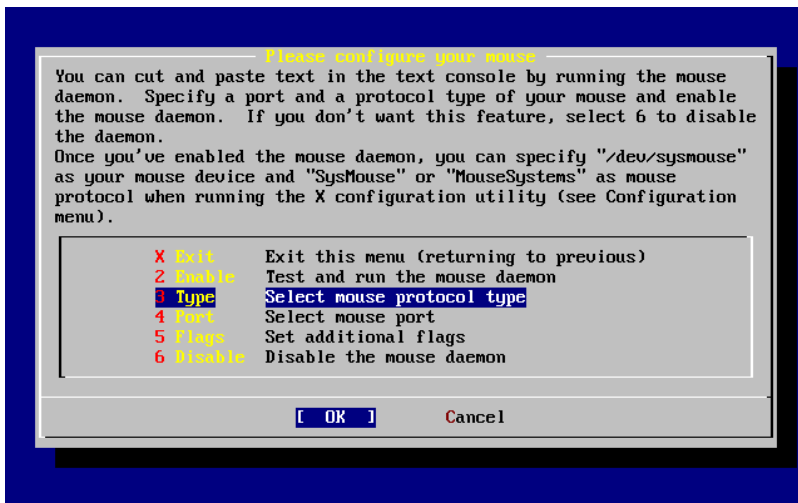 Please configure your mouse
You can cut and paste text in the text console by running the mouse
daemon.  Specify a port and a protocol type of your mouse and enable
the mouse daemon.  If you don't want this feature, select 6 to disable
the daemon.
Once you've enabled the mouse daemon, you can specify "/dev/sysmouse"
as your mouse device and "SysMouse" or "MouseSystems" as mouse
protocol when running the X configuration utility (see Configuration
menu).
X Exit     Exit this menu (returning to previous)
2 Enable   Test and run the mouse daemon
3 Type     Select mouse protocol type
4 Port     Select mouse port
5 Flags    Set additional flags
6 Disable  Disable the mouse daemon
[  OK  ]     Cancel